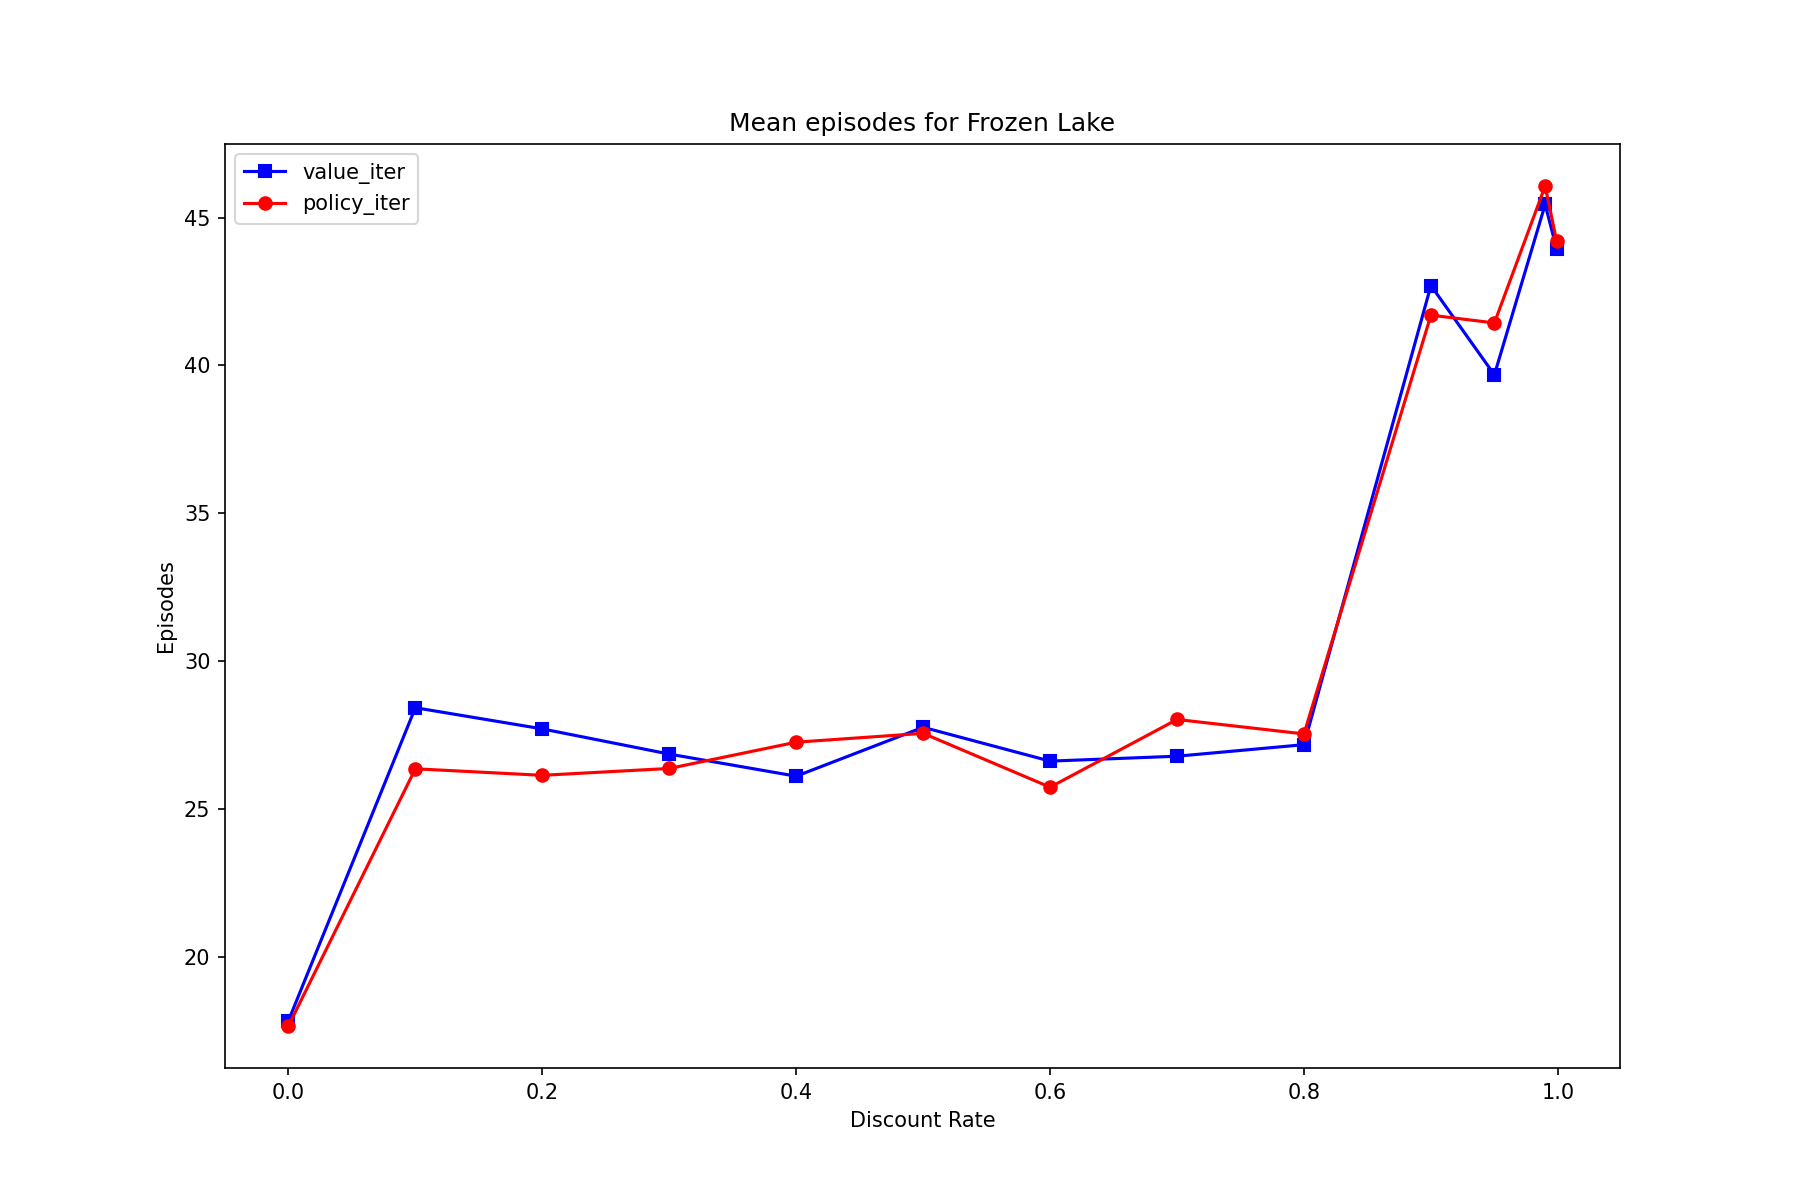 Mean episodes for Frozen Lake
value_iter
policy_iter
45
40
35
30
25
20
Episodes
0.0 0.2 0.4 0.6 0.8 1.0
Discount Rate